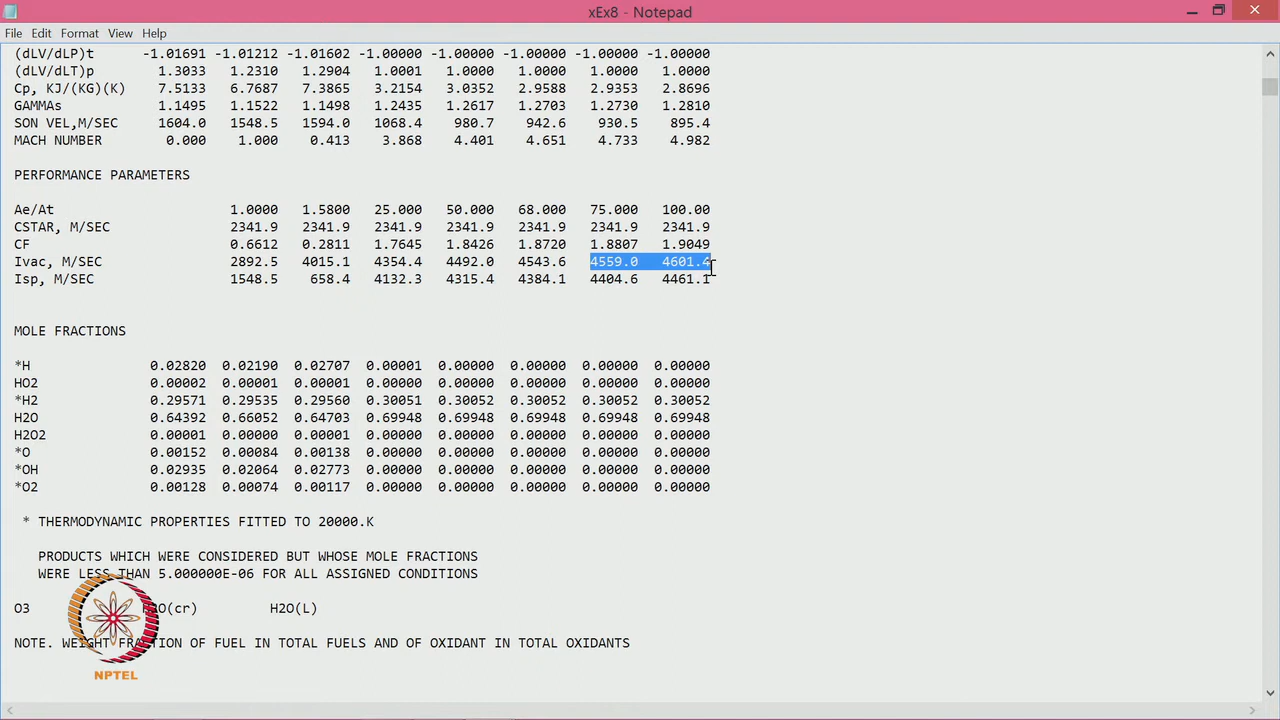 xEx8 - Notepad
File Edit Format View Help
(dLV/dLP)t -1.01691 -1.01212 -1.01602 -1.00000 -1.00000 -1.00000 -1.00000 -1.00000
(dLV/dLT)p 1.3033 1.2310 1.2904 1.0001 1.0000 1.0000 1.0000 1.0000
Cp, KJ/(KG)(K) 7.5133 6.7687 7.3865 3.2154 3.0352 2.9588 2.9353 2.8696
GAMMAs 1.1495 1.1522 1.1498 1.2435 1.2617 1.2703 1.2730 1.2810
SON VEL,M/SEC 1604.0 1548.5 1594.0 1068.4 980.7 942.6 930.5 895.4
MACH NUMBER 0.000 1.000 0.413 3.868 4.401 4.651 4.733 4.982
PERFORMANCE PARAMETERS
Ae/At 1.0000 1.5800 25.000 50.000 68.000 75.000 100.00
CSTAR, M/SEC 2341.9 2341.9 2341.9 2341.9 2341.9 2341.9 2341.9
CF 0.6612 0.2811 1.7645 1.8426 1.8720 1.8807 1.9049
Ivac, M/SEC 2892.5 4015.1 4354.4 4492.0 4543.6 4559.0 4601.4
Isp, M/SEC 1548.5 658.4 4132.3 4315.4 4384.1 4404.6 4461.1
MOLE FRACTIONS
*H 0.02820 0.02190 0.02707 0.00001 0.00000 0.00000 0.00000 0.00000
HO2 0.00002 0.00001 0.00001 0.00000 0.00000 0.00000 0.00000 0.00000
*H2 0.29571 0.29535 0.29560 0.30051 0.30052 0.30052 0.30052 0.30052
H2O 0.64392 0.66052 0.64703 0.69948 0.69948 0.69948 0.69948 0.69948
H2O2 0.00001 0.00000 0.00001 0.00000 0.00000 0.00000 0.00000 0.00000
*O 0.00152 0.00084 0.00138 0.00000 0.00000 0.00000 0.00000 0.00000
*OH 0.02935 0.02064 0.02773 0.00000 0.00000 0.00000 0.00000 0.00000
*O2 0.00128 0.00074 0.00117 0.00000 0.00000 0.00000 0.00000 0.00000
* THERMODYNAMIC PROPERTIES FITTED TO 20000.K
PRODUCTS WHICH WERE CONSIDERED BUT WHOSE MOLE FRACTIONS
WERE LESS THAN 5.000000E-06 FOR ALL ASSIGNED CONDITIONS
O3 H2O(L)
NOTE. WEIGHT FRACTION OF FUEL IN TOTAL FUELS AND OF OXIDANT IN TOTAL OXIDANTS
NPTEL